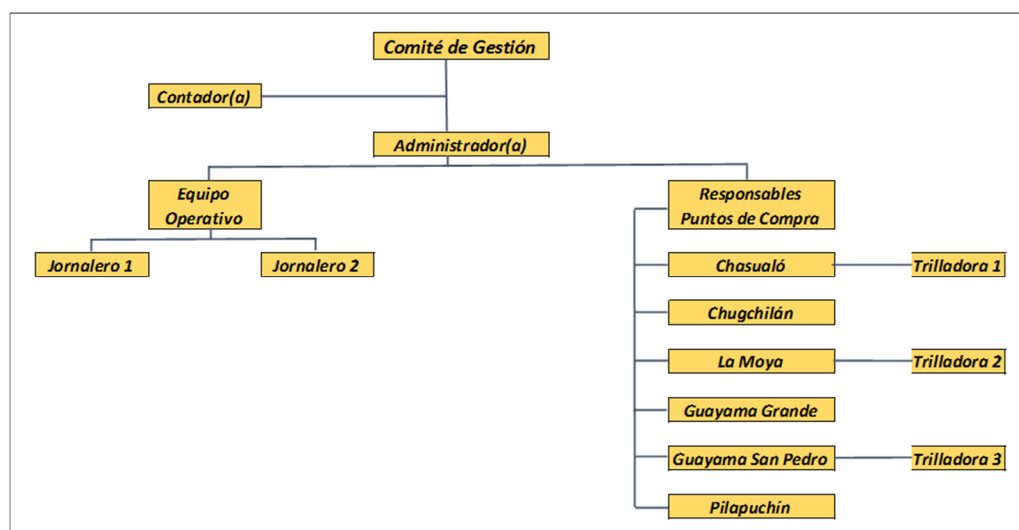 Comité de Gestión
Contador(a)
Administrador(a)
Equipo
Operativo
Responsables
Puntos de Compra
Jornalero 1
Jornalero 2
Chasualó
Trilladora 1
Chugchilán
La Moya
Trilladora 2
Guayama Grande
Guayama San Pedro
Trilladora 3
Pilapuchín